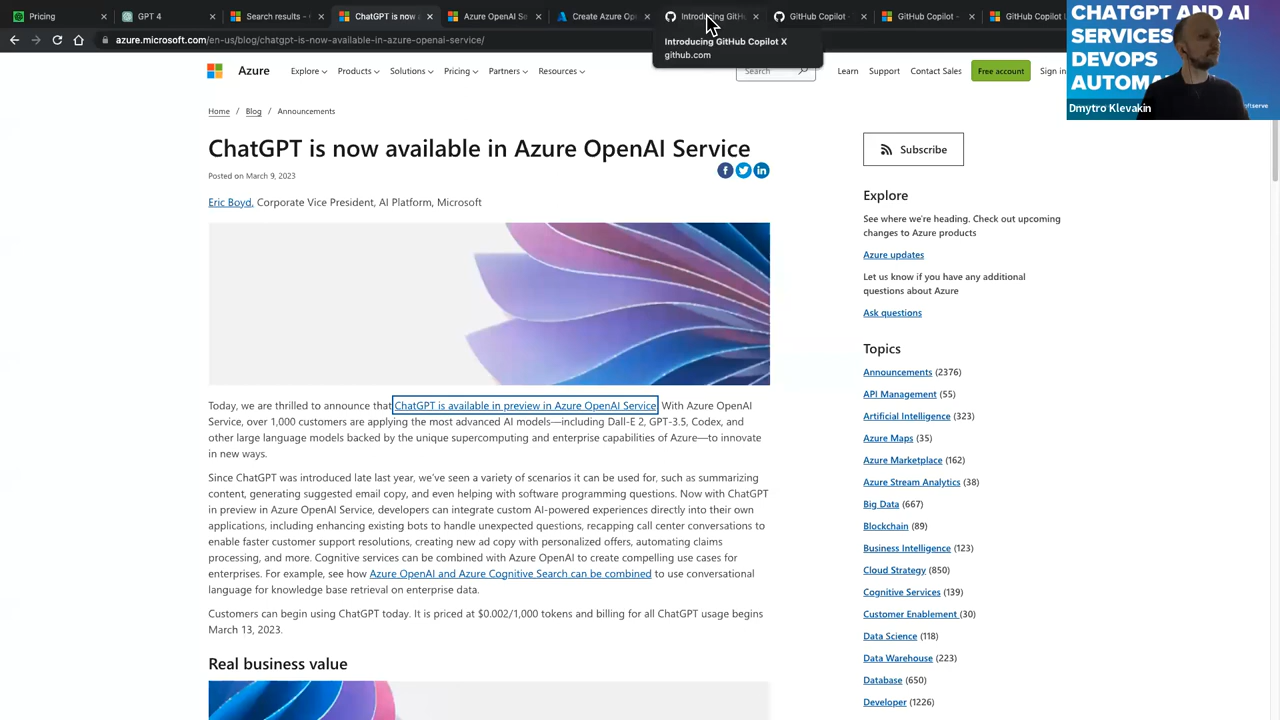 Pricing
GPT 4
Search results -
ChatGPT is now
Azure OpenAI So
Create Azure Op
Introducing GitH
GitHub Copilot
GitHub Copilot -
GitHub Copilot
azure.microsoft.com/en-us/blog/chatgpt-is-now-available-in-azure-openai-service/
Introducing GitHub Copilot X
github.com
CHATGPT AND AI
SERVICES
DEVOPS
AUTOMA
Dmytro Klevakin
softserve
Azure
Explore
Products
Solutions
Pricing
Partners
Resources
Search
Learn
Support
Contact Sales
Free account
Sign in
Home / Blog / Announcements
ChatGPT is now available in Azure OpenAI Service
Posted on March 9, 2023
Eric Boyd, Corporate Vice President, AI Platform, Microsoft
Today, we are thrilled to announce that ChatGPT is available in preview in Azure OpenAI Service. With Azure OpenAI
Service, over 1,000 customers are applying the most advanced AI models—including Dall-E 2, GPT-3.5, Codex, and
other large language models backed by the unique supercomputing and enterprise capabilities of Azure—to innovate
in new ways.
Since ChatGPT was introduced late last year, we've seen a variety of scenarios it can be used for, such as summarizing
content, generating suggested email copy, and even helping with software programming questions. Now with ChatGPT
in preview in Azure OpenAI Service, developers can integrate custom AI-powered experiences directly into their own
applications, including enhancing existing bots to handle unexpected questions, recapping call center conversations to
enable faster customer support resolutions, creating new ad copy with personalized offers, automating claims
processing, and more. Cognitive services can be combined with Azure OpenAI to create compelling use cases for
enterprises. For example, see how Azure OpenAI and Azure Cognitive Search can be combined to use conversational
language for knowledge base retrieval on enterprise data.
Customers can begin using ChatGPT today. It is priced at $0.002/1,000 tokens and billing for all ChatGPT usage begins
March 13, 2023.
Real business value
Subscribe
Explore
See where we're heading. Check out upcoming
changes to Azure products
Azure updates
Let us know if you have any additional
questions about Azure
Ask questions
Topics
Announcements (2376)
API Management (55)
Artificial Intelligence (323)
Azure Maps (35)
Azure Marketplace (162)
Azure Stream Analytics (38)
Big Data (667)
Blockchain (89)
Business Intelligence (123)
Cloud Strategy (850)
Cognitive Services (139)
Customer Enablement (30)
Data Science (118)
Data Warehouse (223)
Database (650)
Developer (1226)